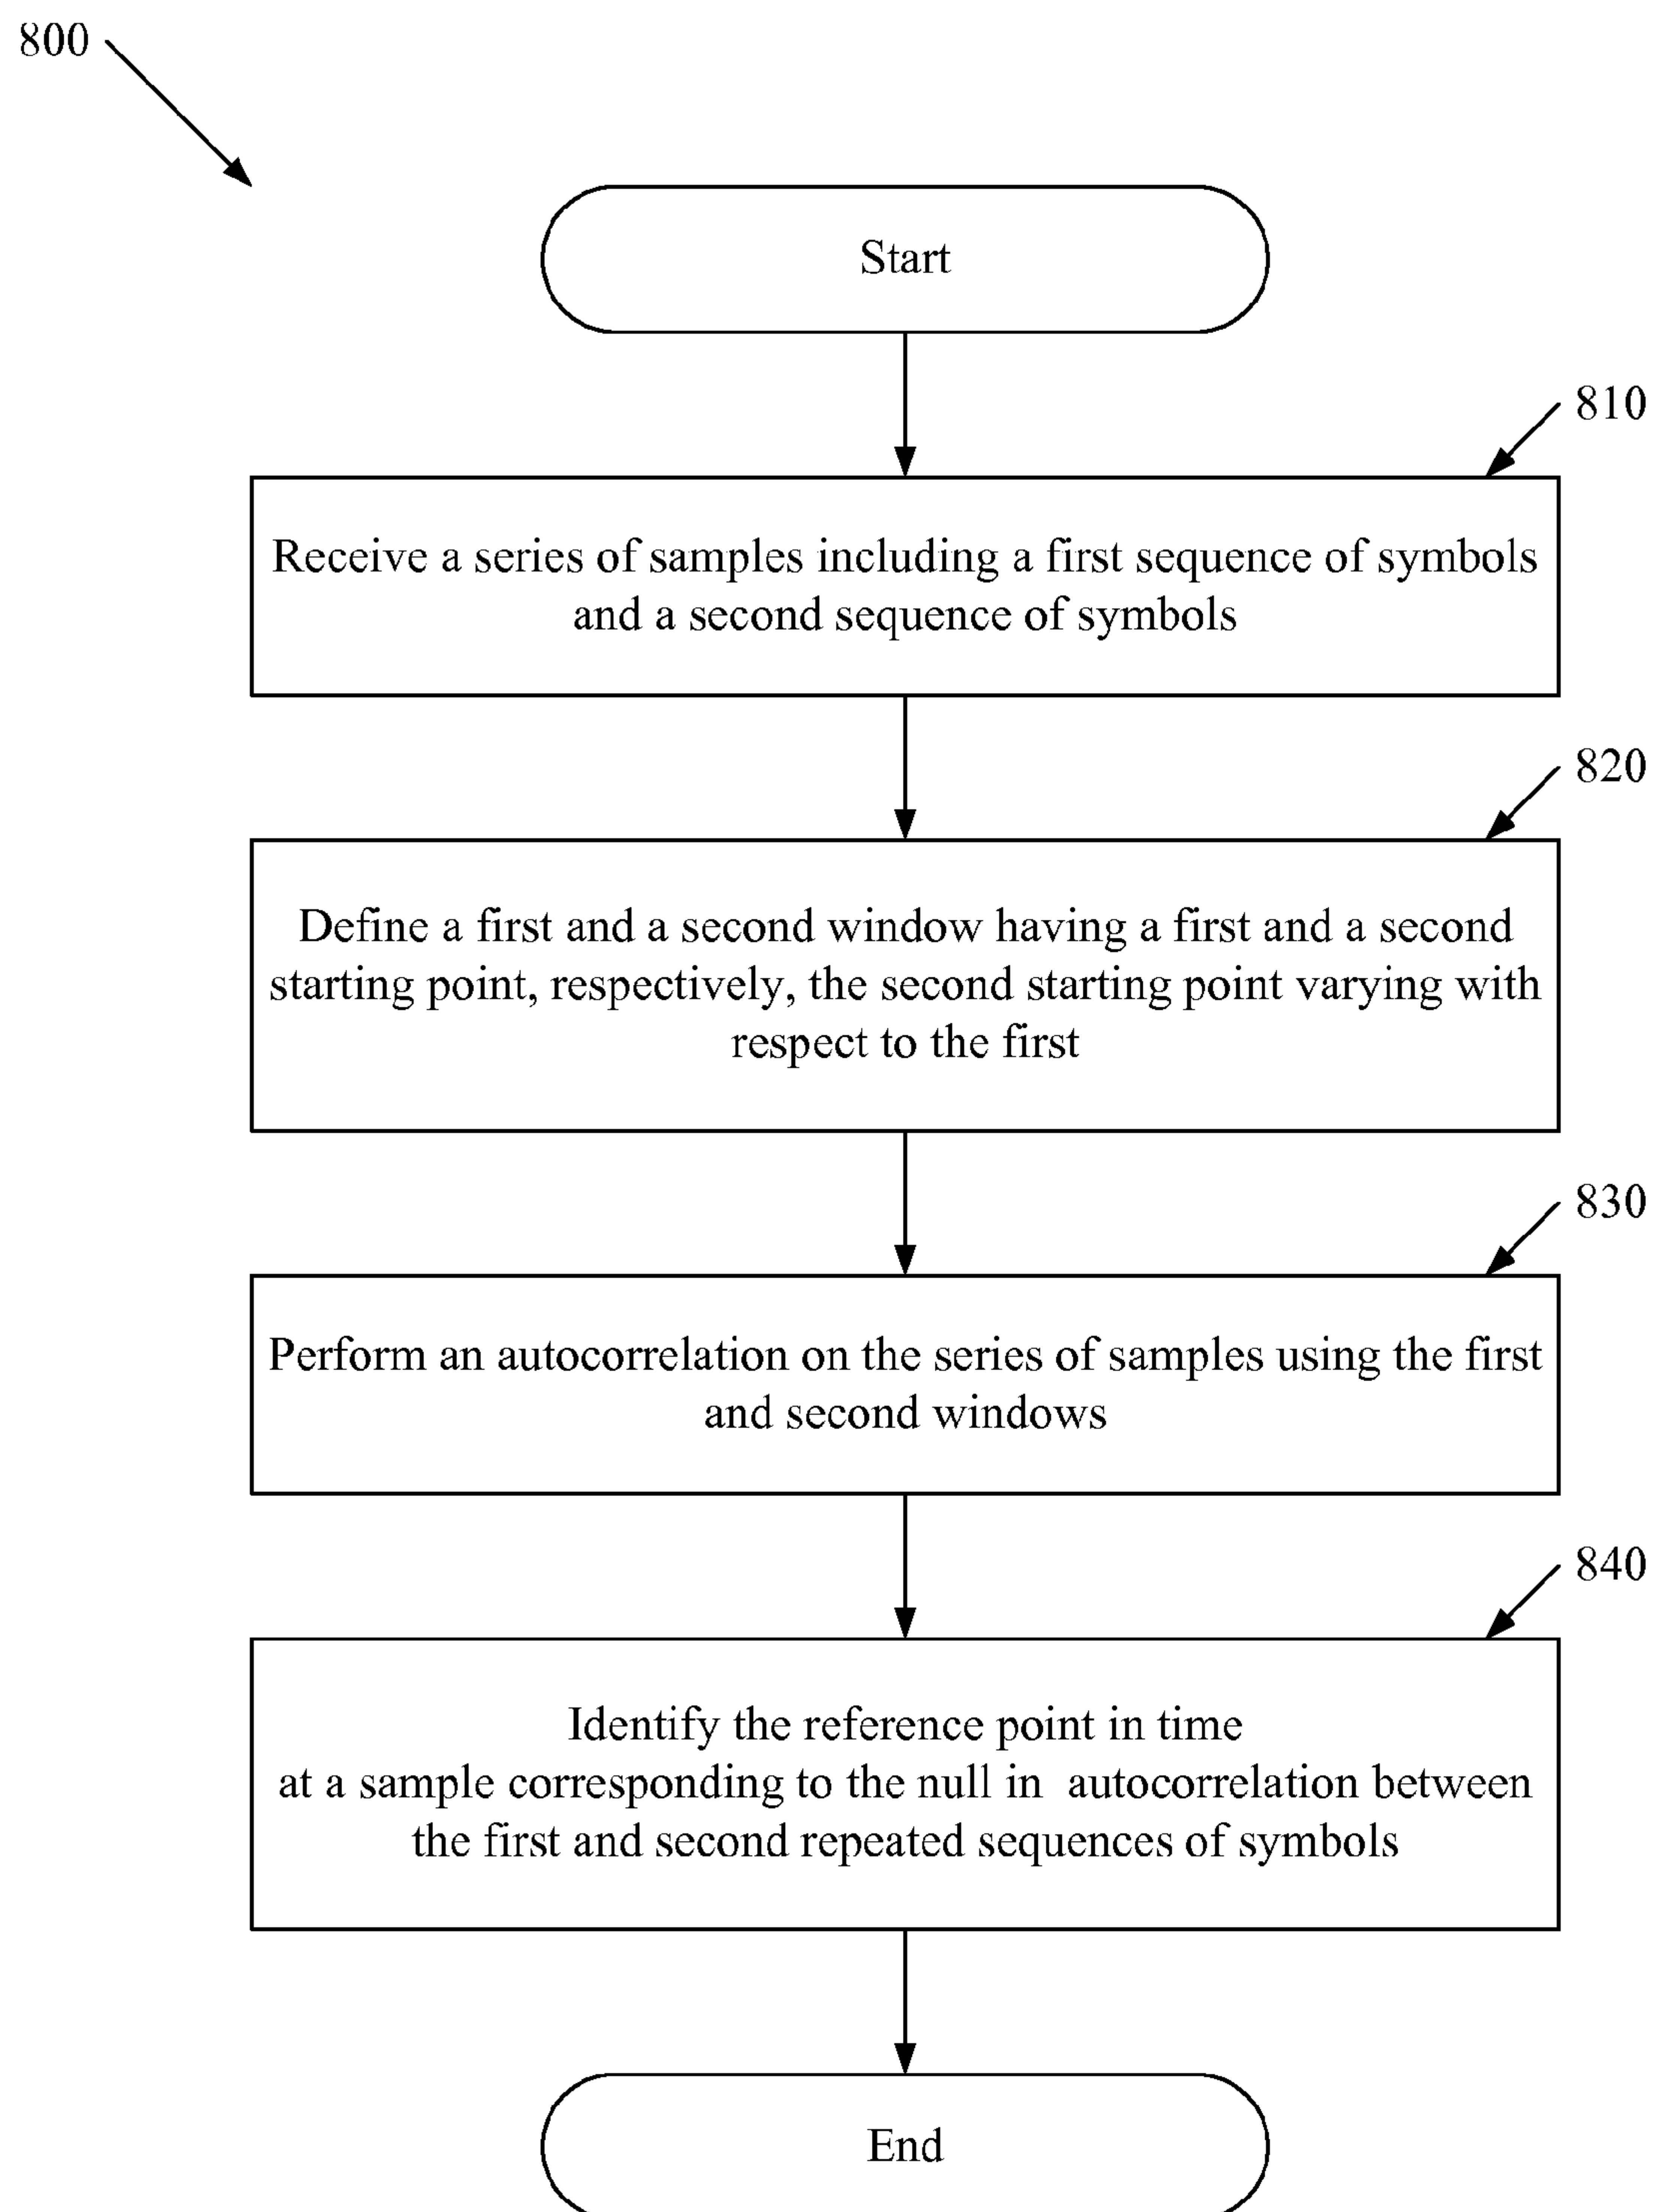 800
Start
810
Receive a series of samples including a first sequence of symbols
and a second sequence of symbols
820
Define a first and a second window having a first and a second
starting point, respectively, the second starting point varying with
respect to the first
830
Perform an autocorrelation on the series of samples using the first
and second windows
840
Identify the reference point in time
at a sample corresponding to the null in autocorrelation between
the first and second repeated sequences of symbols
End